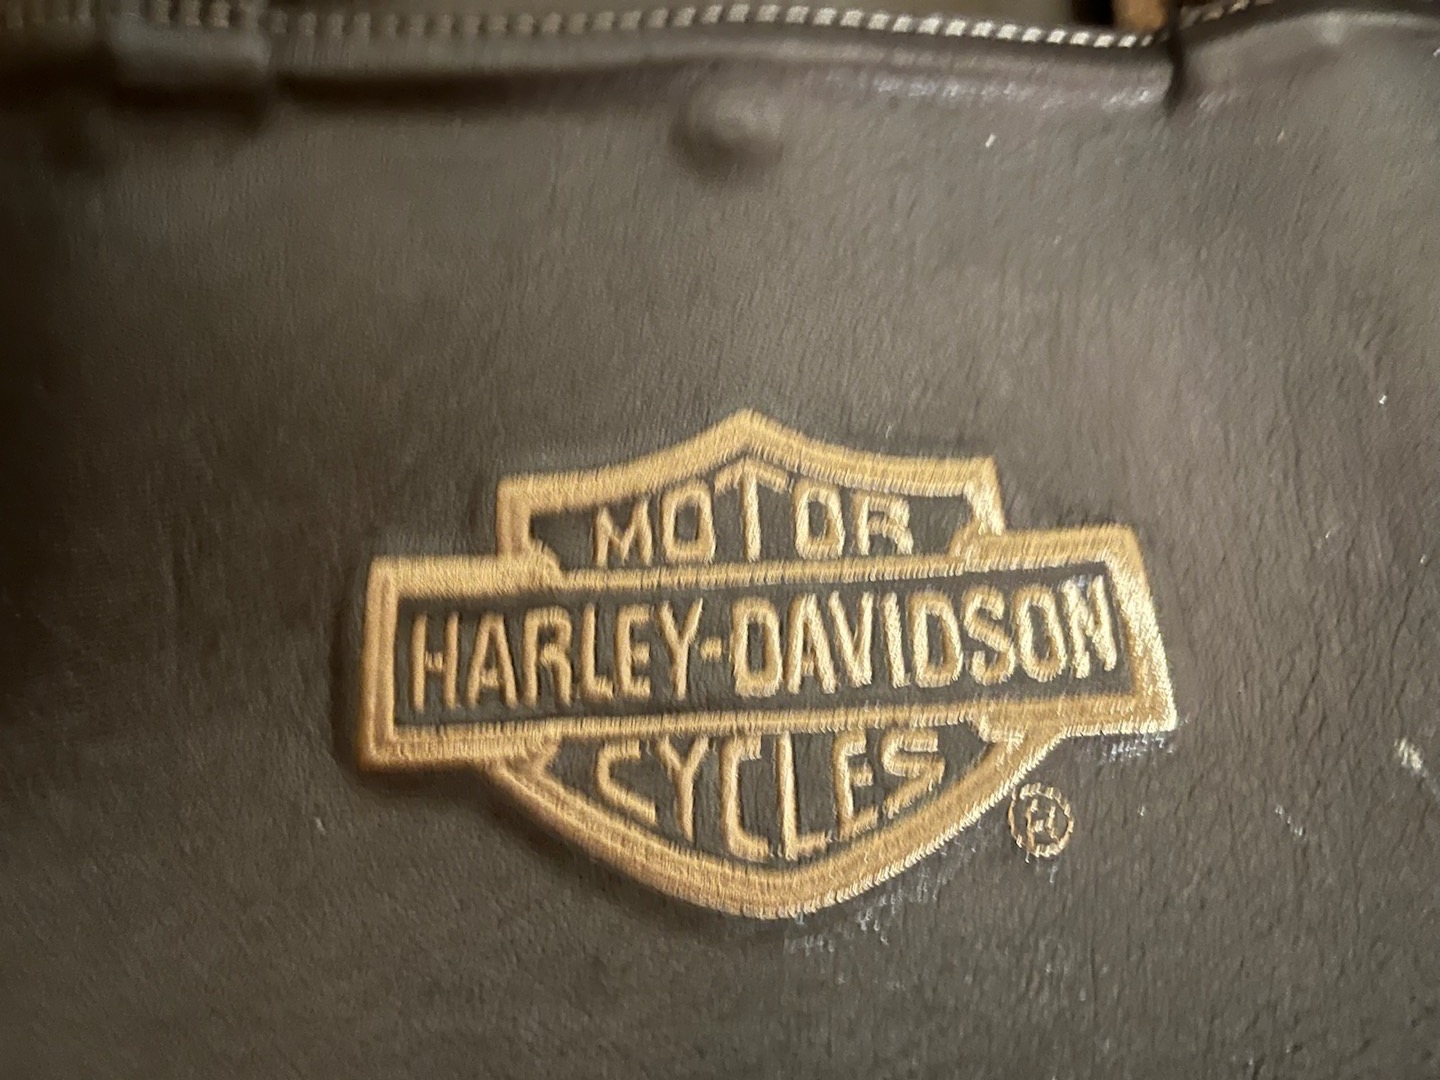 MOTOR
HARLEY-DAVIDSON
CYCLES
®